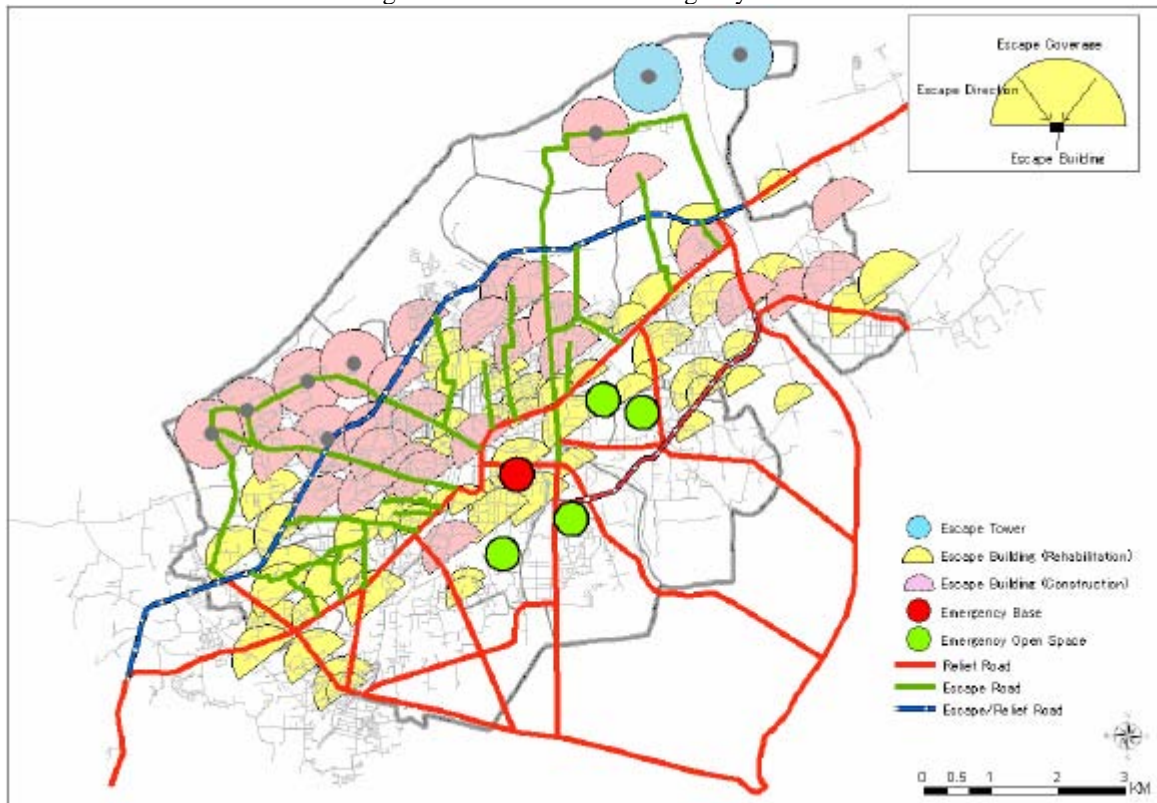 Escape Coverage
Escape Direction
Escape Building
Escape Tower
Escape Building (Rehabilitation)
Escape Building (Construction)
Emergency Base
Emergency Open Space
Relief Road
Escape Road
Escape/Relief Road
0 0.5 1 2 3
KM